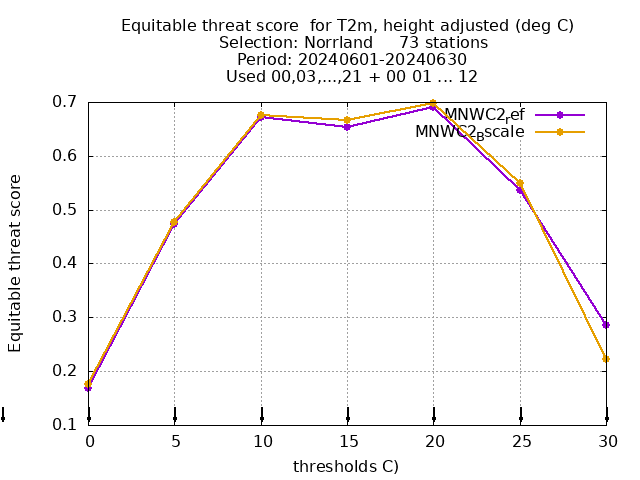 Equitable threat score  for T2m, height adjusted (deg C)
Selection: Norrland     73 stations
Period: 20240601-20240630
Used 00,03,...,21 + 00 01 ... 12
MNWC2_ref
MNWC2_Bscale
Equitable threat score
0.7
0.6
0.5
0.4
0.3
0.2
0.1
0 5 10 15 20 25 30
thresholds C)